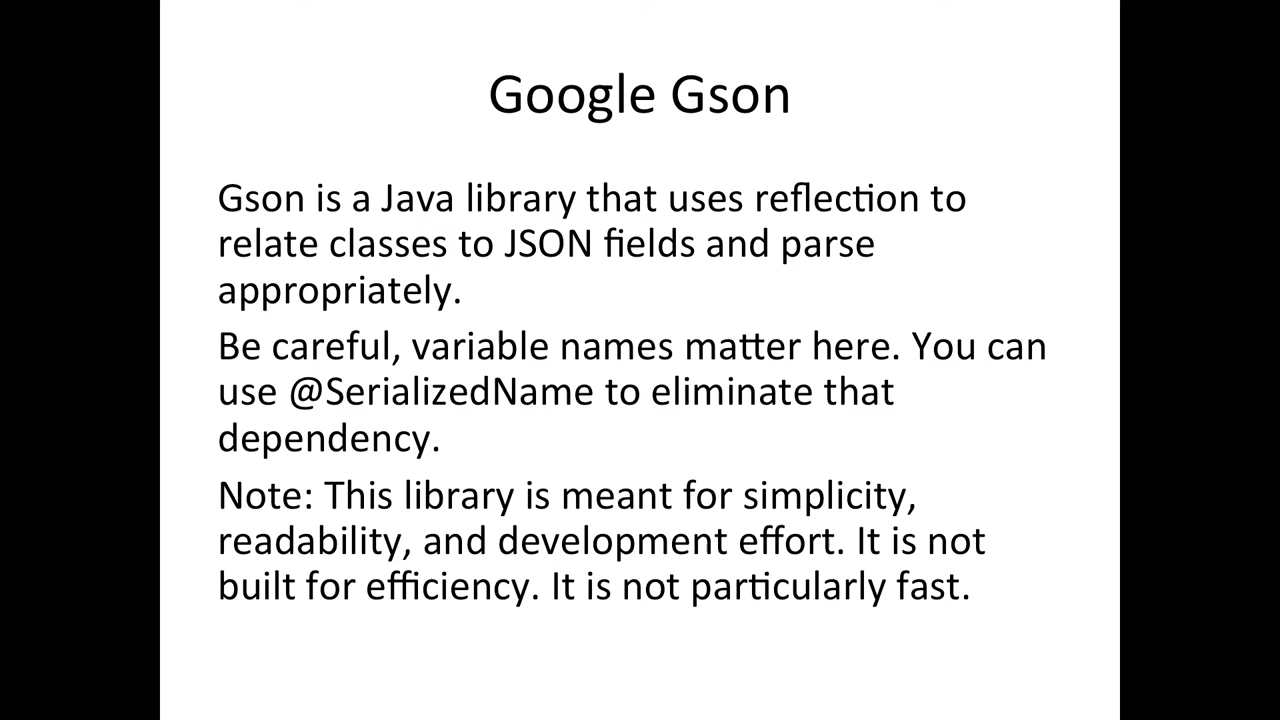 Google Gson
Gson is a Java library that uses reflection to
relate classes to JSON fields and parse
appropriately.
Be careful, variable names matter here. You can
use @SerializedName to eliminate that
dependency.
Note: This library is meant for simplicity,
readability, and development effort. It is not
built for efficiency. It is not particularly fast.